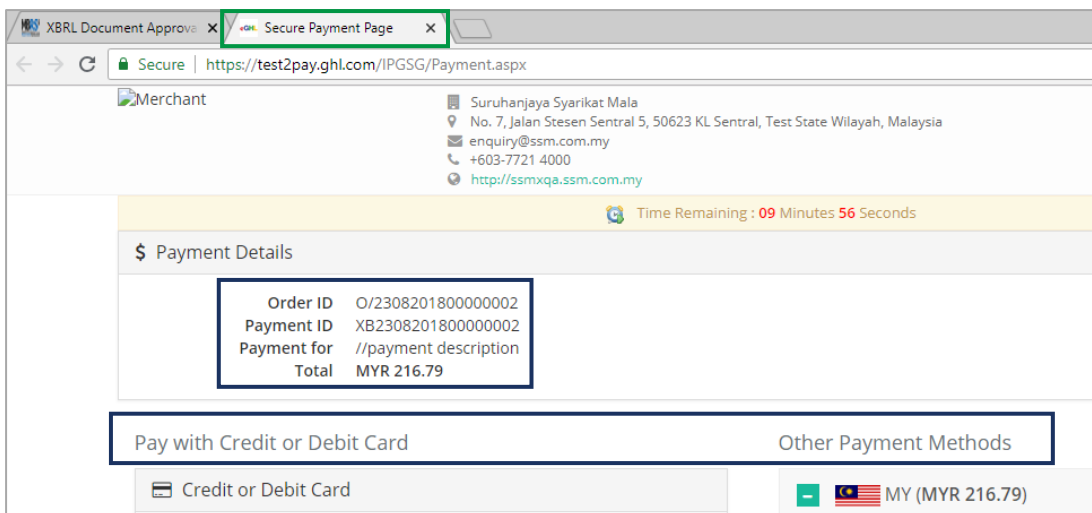 XBRL Document Approva
eGHL Secure Payment Page
Secure https://test2pay.ghl.com/IPGSG/Payment.aspx
Merchant
Suruhanjaya Syarikat Mala
No. 7, Jalan Stesen Sentral 5, 50623 KL Sentral, Test State Wilayah, Malaysia
enquiry@ssm.com.my
+603-7721 4000
http://ssmxqa.ssm.com.my
Time Remaining : 09 Minutes 56 Seconds
$ Payment Details
Order ID O/2308201800000002
Payment ID XB2308201800000002
Payment for //payment description
Total MYR 216.79
Pay with Credit or Debit Card
Other Payment Methods
Credit or Debit Card
MY (MYR 216.79)